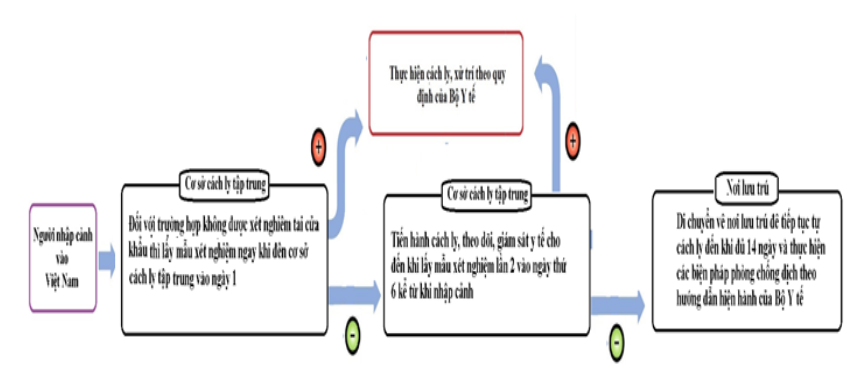 Thực hiện cách ly, xử trí theo quy
định của Bộ Y tế
+
+
Cơ sở cách ly tập trung
Cơ sở cách ly tập trung
Nơi lưu trú
Người nhập cảnh
vào
Việt Nam
Đối với trường hợp không được xét nghiệm tại cửa
khẩu thì lấy mẫu xét nghiệm ngay khi đến cơ sở
cách ly tập trung vào ngày 1
Tiến hành cách ly, theo dõi, giám sát y tế cho
đến khi lấy mẫu xét nghiệm lần 2 vào ngày thứ
6 kể từ khi nhập cảnh
Di chuyển về nơi lưu trú để tiếp tục tự
cách ly đến khi đủ 14 ngày và thực hiện
các biện pháp phòng chống dịch theo
hướng dẫn hiện hành của Bộ Y tế
-
-